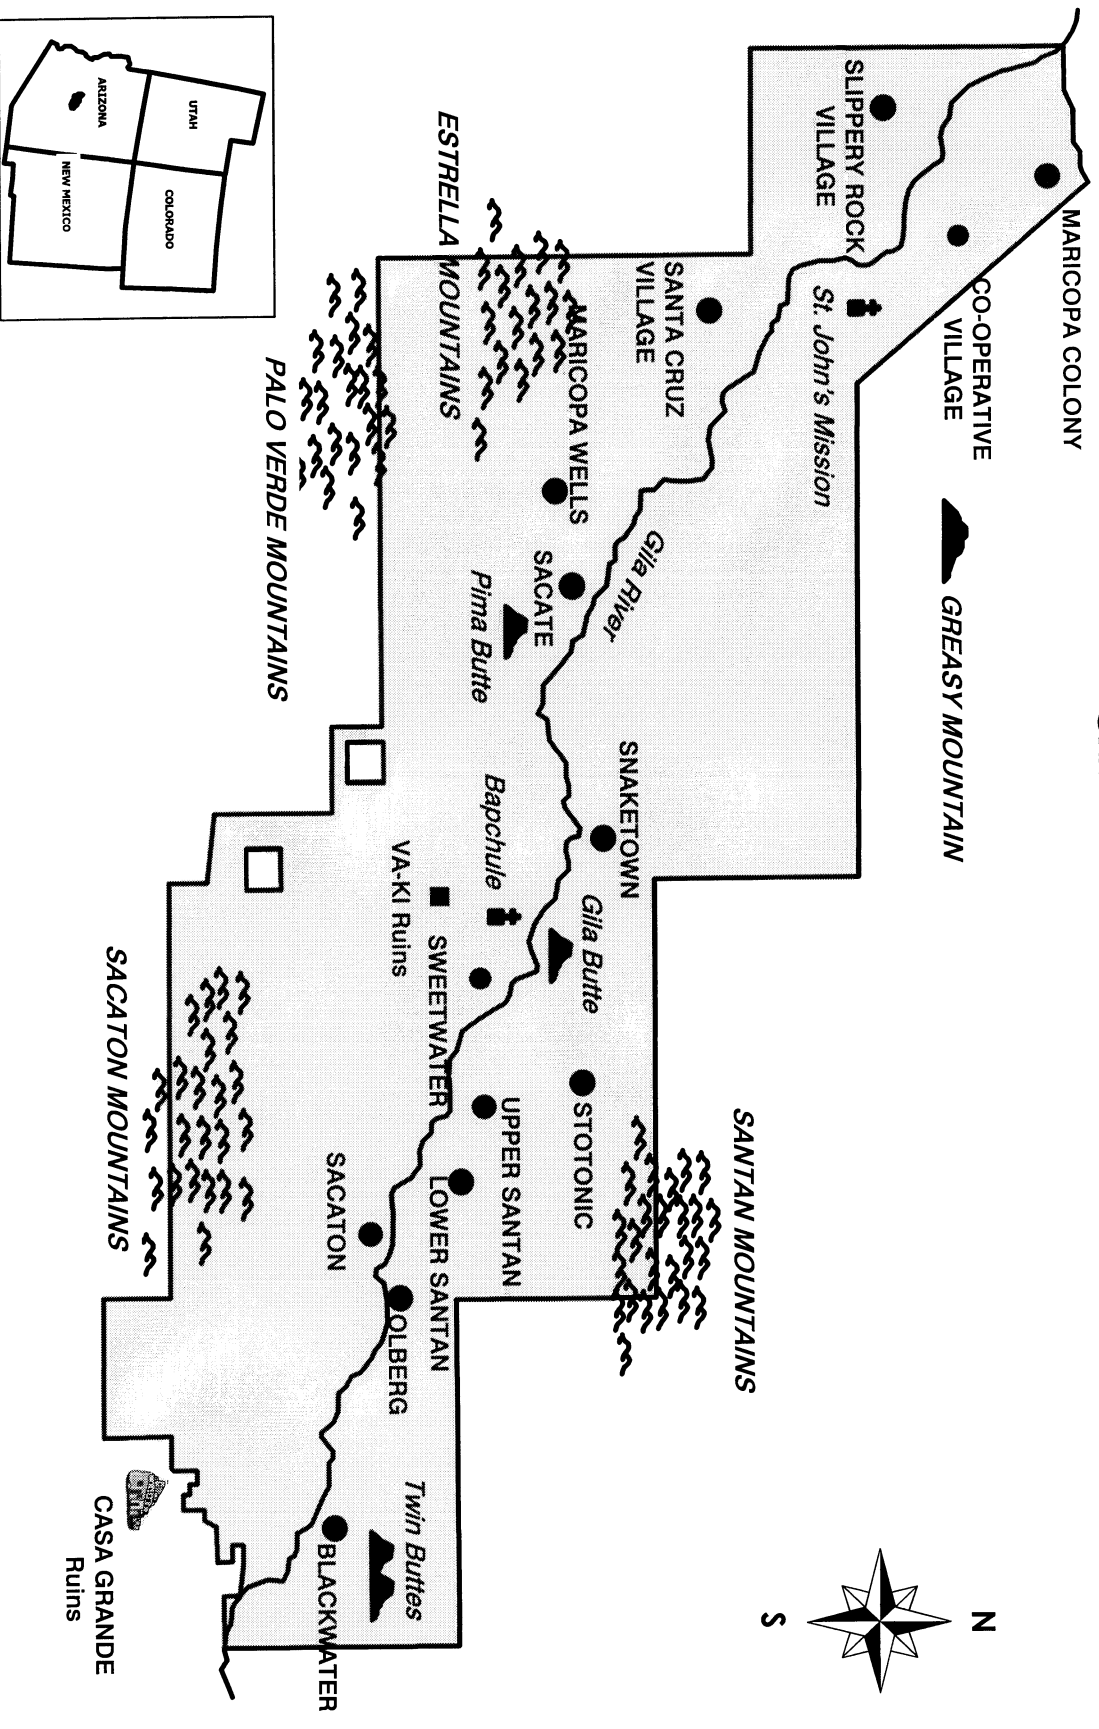 MARICOPA COLONY
CO-OPERATIVE
VILLAGE
GREASY MOUNTAIN
SLIPPERY ROCK
VILLAGE
St. John's Mission
N
S
SANTA CRUZ
VILLAGE
Gila River
SANTAN MOUNTAINS
SNAKETOWN
Gila Butte
STOTONIC
MARICOPA WELLS
SACATE
Pima Butte
Bapchule
UPPER SANTAN
ESTRELLA MOUNTAINS
SWEETWATER
LOWER SANTAN
VA-KI Ruins
OLBERG
Twin Buttes
SACATON
BLACKWATER
PALO VERDE MOUNTAINS
SACATON MOUNTAINS
CASA GRANDE
Ruins
UTAH
COLORADO
ARIZONA
NEW MEXICO